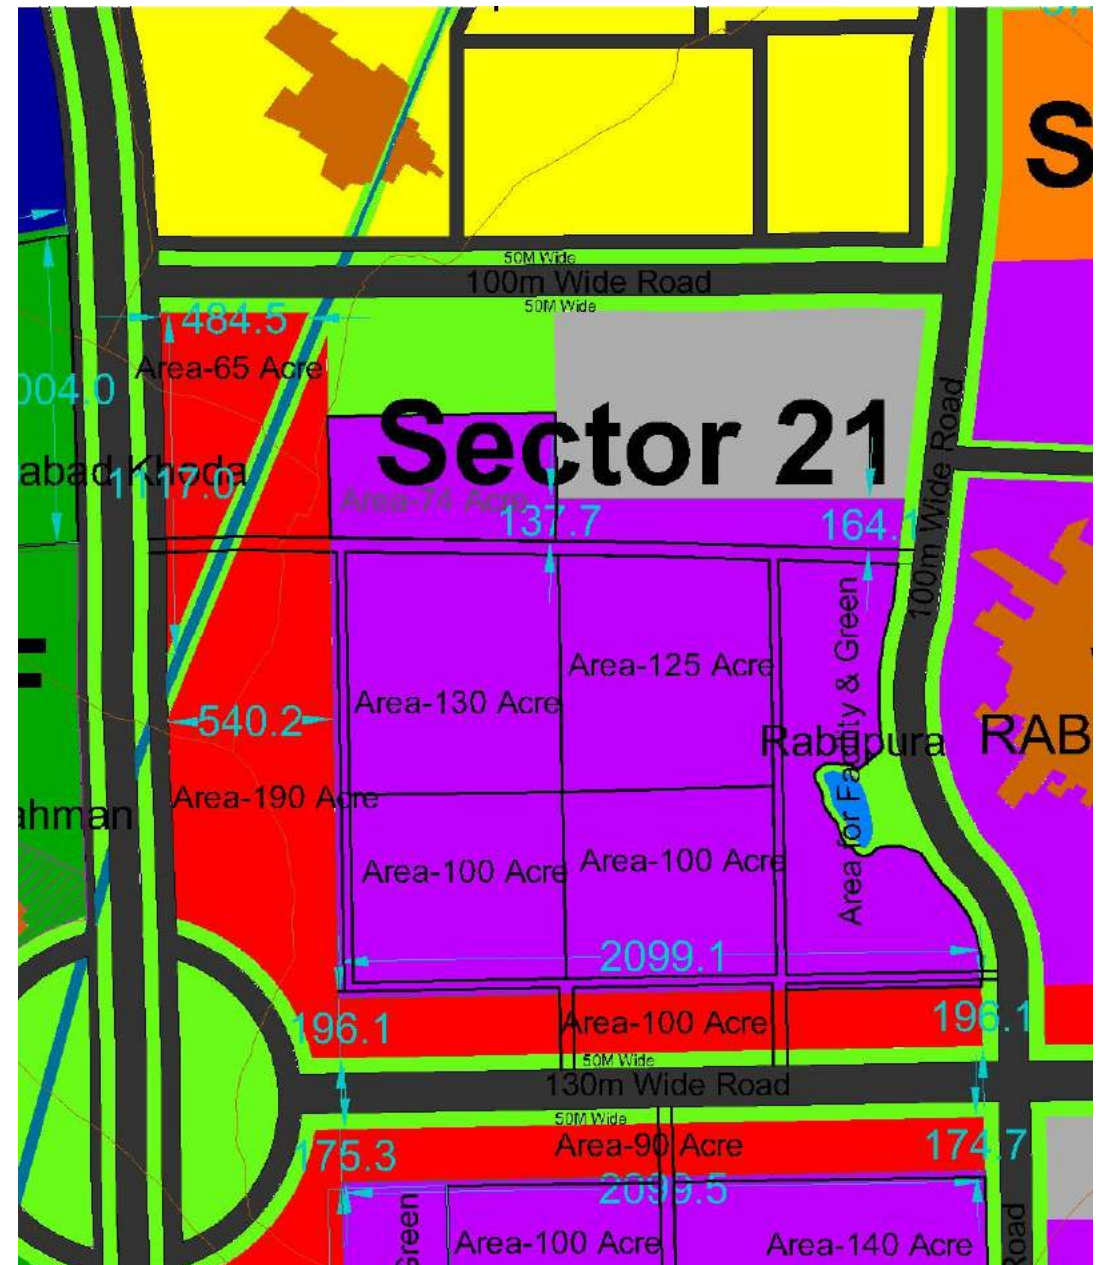 S
50M Wide
100m Wide Road
50M Wide
484.5
Area-65 Acre
004.0
Sector 21
100m Wide Road
abad Khoda
1117.0
Area-74 Acre
137.7
164.1
Area for Facility & Green
Area-125 Acre
Area-130 Acre
540.2
Rabupura
RAB
Area-190 Acre
ahman
Area-100 Acre
Area-100 Acre
2099.1
196.1
Area-100 Acre
196.1
50M Wide
130m Wide Road
50M Wide
175.3
Area-90 Acre
174.7
2099.5
Green
Area-100 Acre
Area-140 Acre
Road